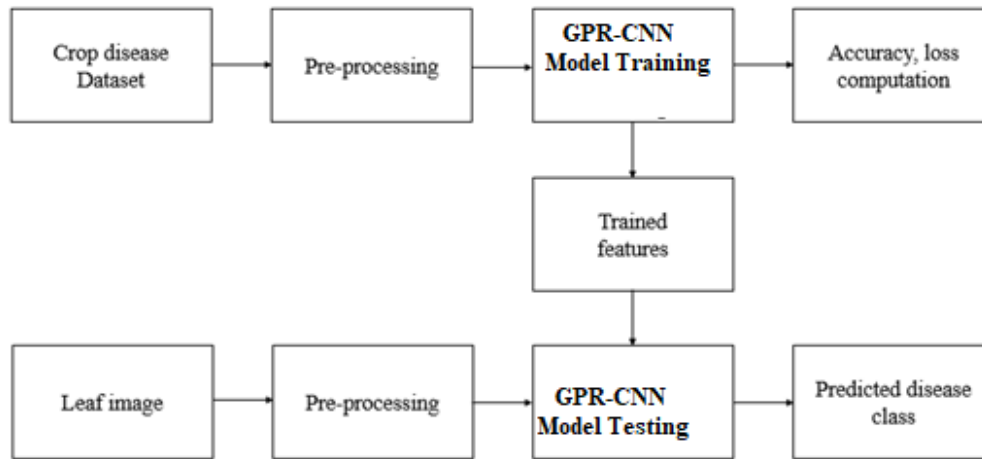 Crop disease
Dataset
Pre-processing
GPR-CNN
Model Training
Accuracy, loss
computation
Trained
features
Leaf image
Pre-processing
GPR-CNN
Model Testing
Predicted disease
class